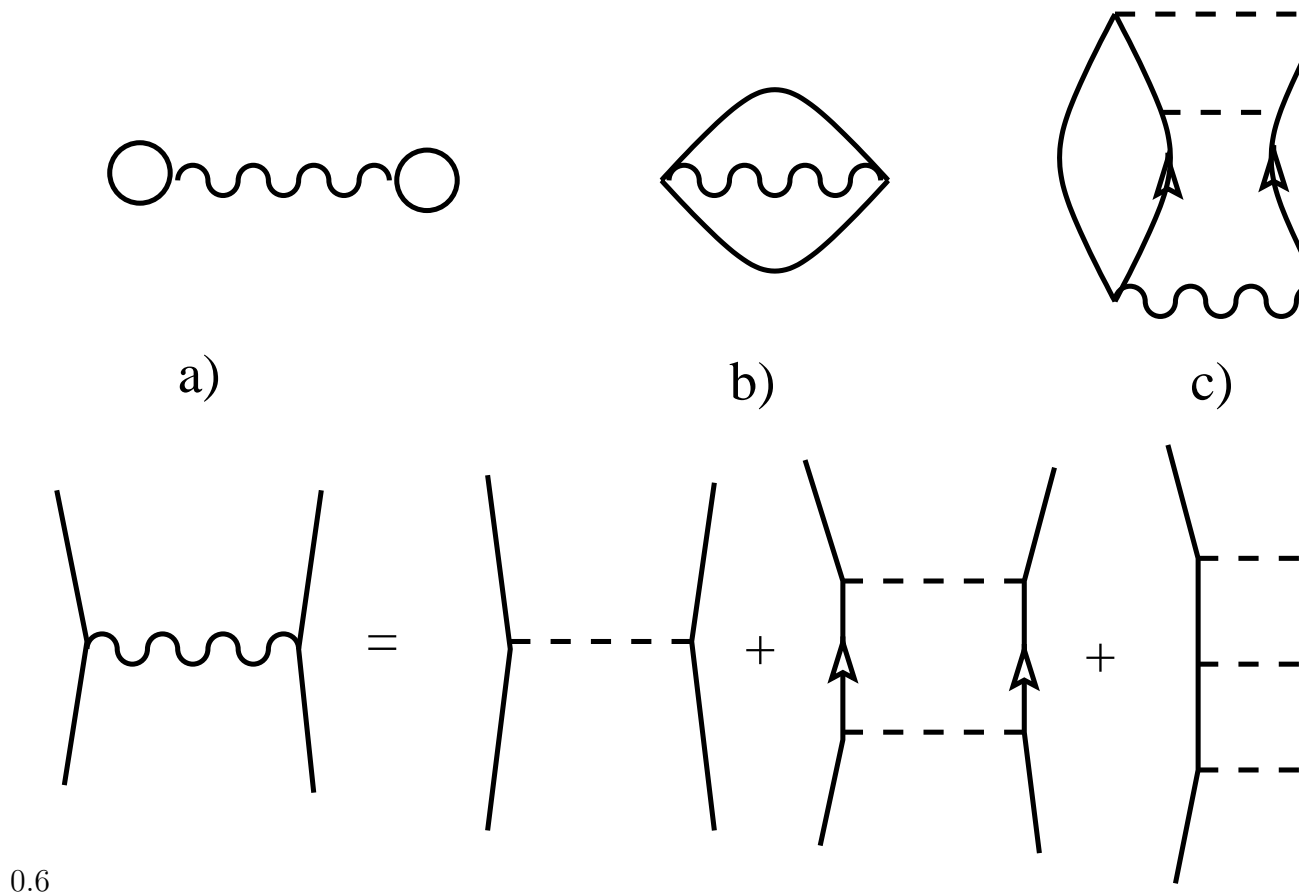 a) b) c)
= + +
0.6